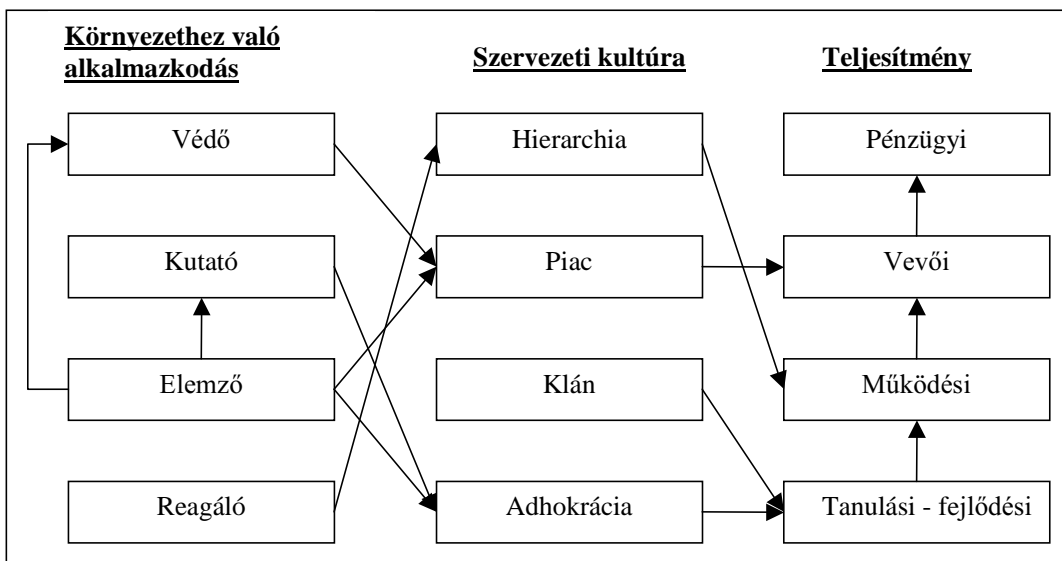 Környezethez való
alkalmazkodás
Szervezeti kultúra
Teljesítmény
Védő
Hierarchia
Pénzügyi
Kutató
Piac
Vevői
Elemző
Klán
Működési
Reagáló
Adhokrácia
Tanulási - fejlődési